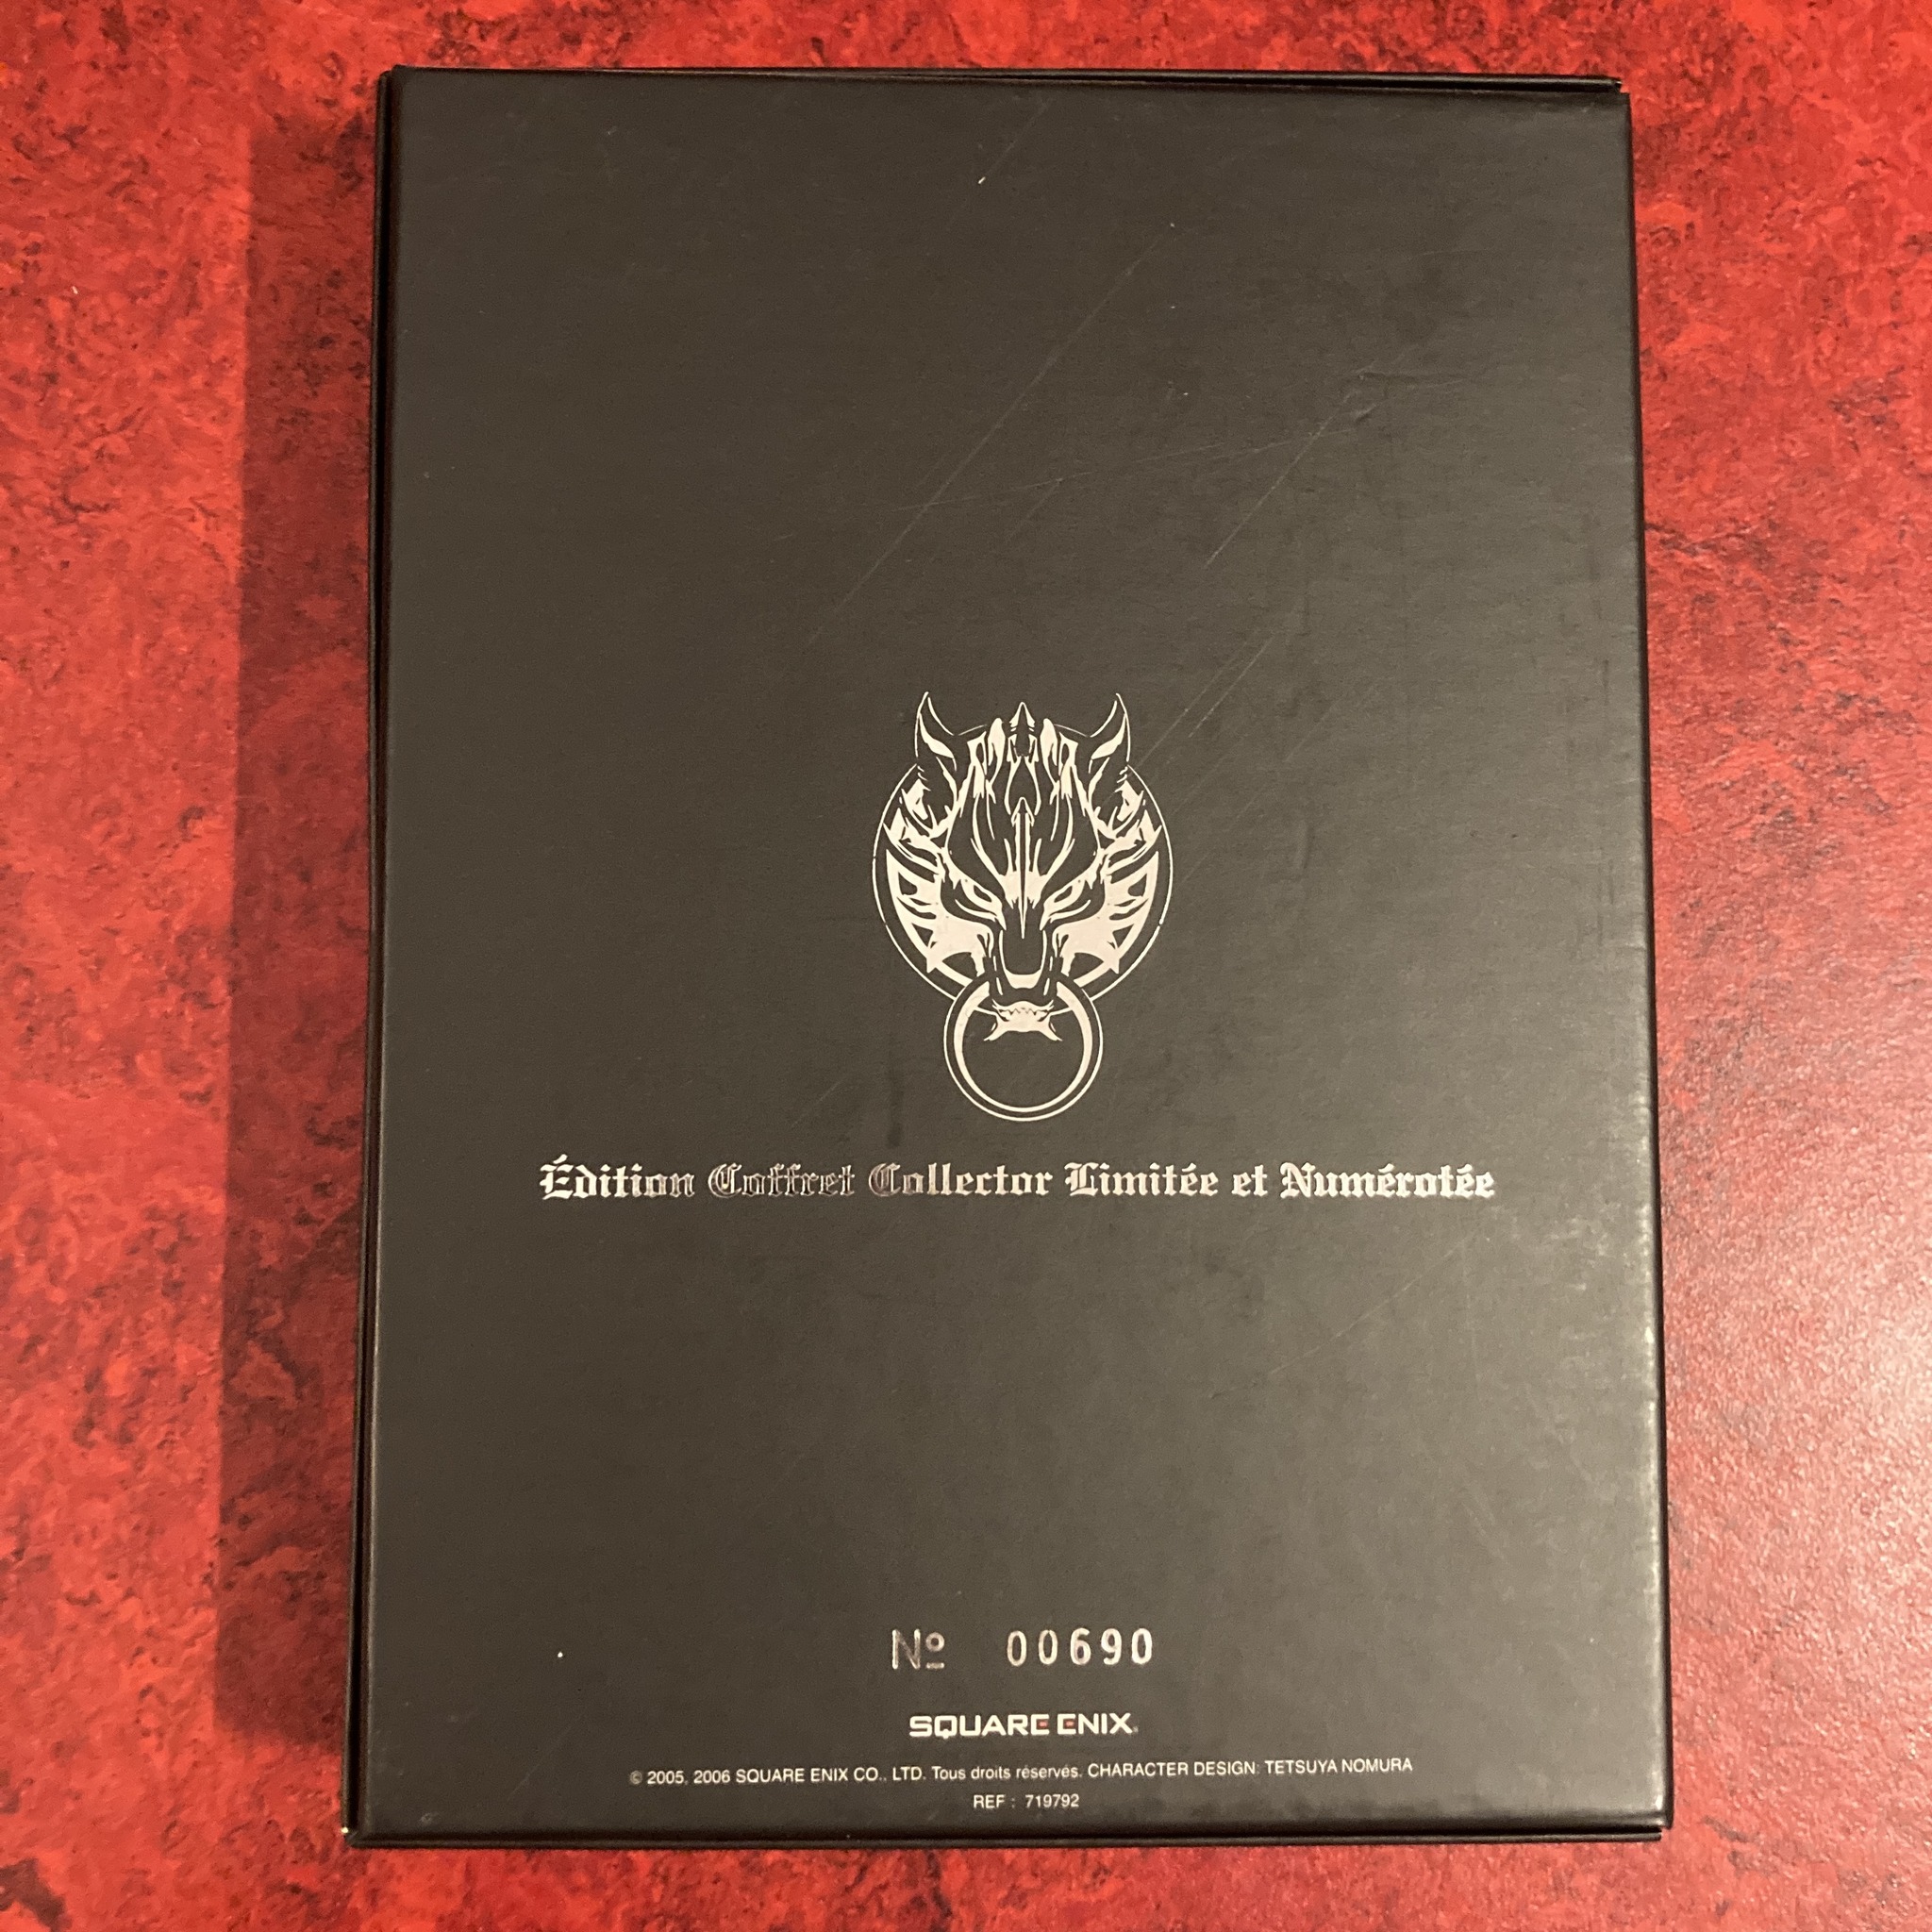 Édition Coffret Collector Limitée et Numérotée
Nº 00690
SQUARE ENIX®
© 2005, 2006 SQUARE ENIX CO., LTD. Tous droits réservés. CHARACTER DESIGN: TETSUYA NOMURA
REF : 719792